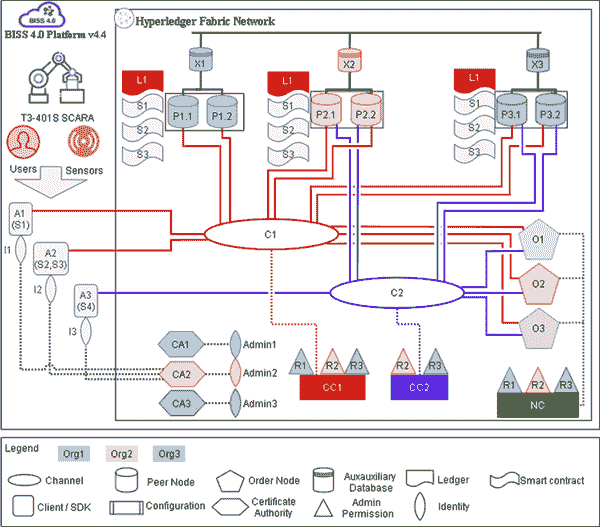 Hyperledger Fabric Network
BISS 4.0
BISS 4.0 Platform v4.4
T3-401S SCARA
Users Sensors
X1 X2 X3
L1 L1 L1
S1 S1 S1
S2 S2 S2
S3 S3 S3
P1.1 P1.2 P2.1 P2.2 P3.1 P3.2
A1
(S1)
I1
A2
(S2,S3)
I2
A3
(S4)
I3
C1
C2
O1
O2
O3
CA1 Admin1
CA2 Admin2
CA3 Admin3
R1 R2 R3
CC1
R2 R3
CC2
R1 R2 R3
NC
Legend
Org1 Org2 Org3
Channel
Peer Node
Order Node
Auxauxiliary
Database
Ledger
Smart contract
Client / SDK
Configuration
Certificate
Authority
Admin
Permission
Identity